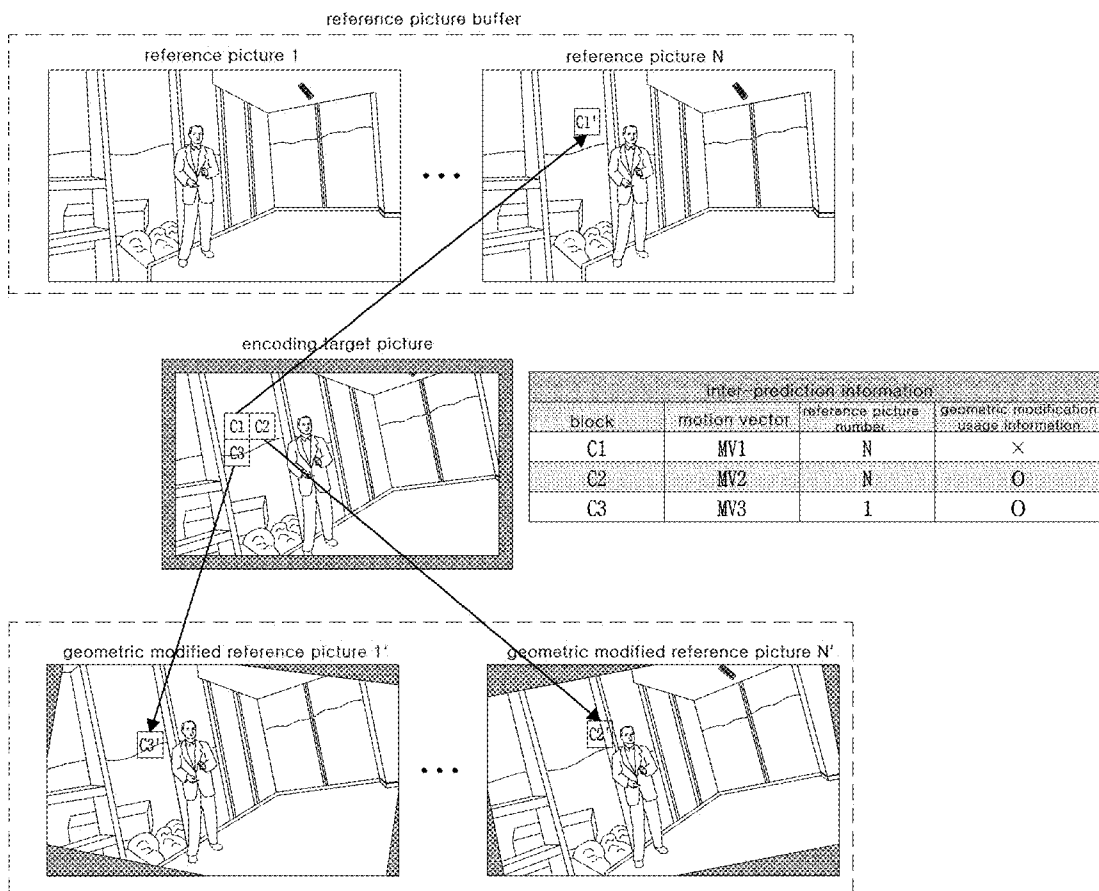 reference picture buffer
reference picture 1
reference picture N
C1'
encoding target picture
C1 C2
C3
inter-prediction information
block motion vector reference picture number geometric modification usage information
C1 MV1 N ×
C2 MV2 N O
C3 MV3 1 O
geometric modified reference picture 1'
geometric modified reference picture N'
C3'
C2'